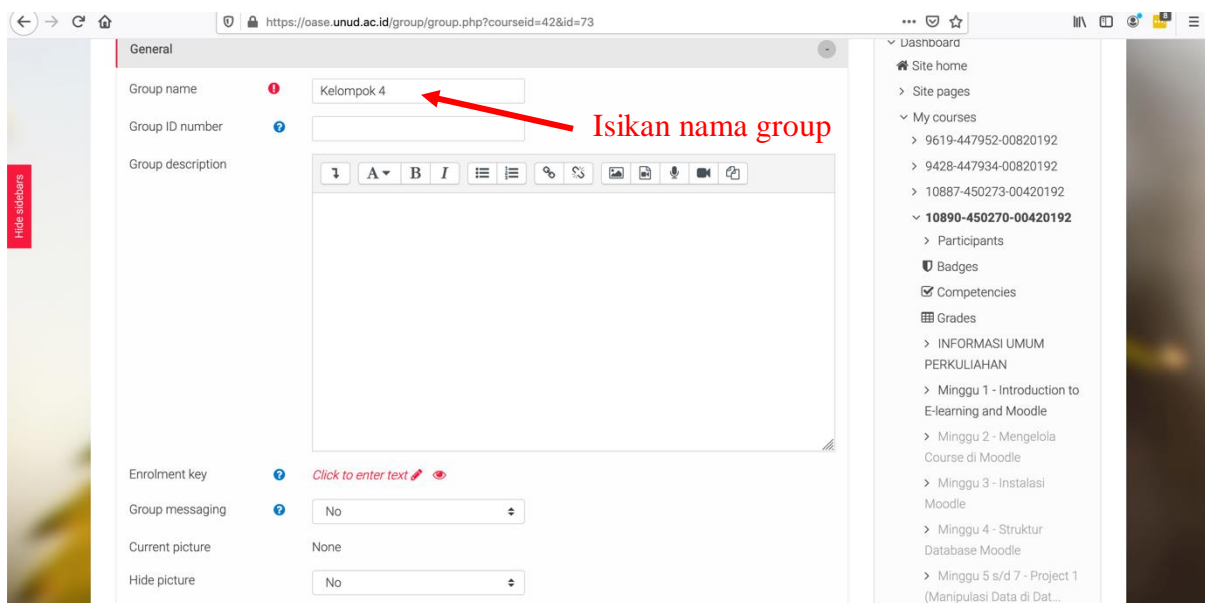 https://oase.unud.ac.id/group/group.php?courseid=42&id=73
8
General
-
Group name
Kelompok 4
Isikan nama group
Group ID number
Group description
A B I
Enrolment key
Click to enter text
Group messaging
No
Current picture
None
Hide picture
No
Hide sidebars
Dashboard
Site home
Site pages
My courses
9619-447952-00820192
9428-447934-00820192
10887-450273-00420192
10890-450270-00420192
Participants
Badges
Competencies
Grades
INFORMASI UMUM
PERKULIAHAN
Minggu 1 - Introduction to
E-learning and Moodle
Minggu 2 - Mengelola
Course di Moodle
Minggu 3 - Instalasi
Moodle
Minggu 4 - Struktur
Database Moodle
Minggu 5 s/d 7 - Project 1
(Manipulasi Data di Dat...